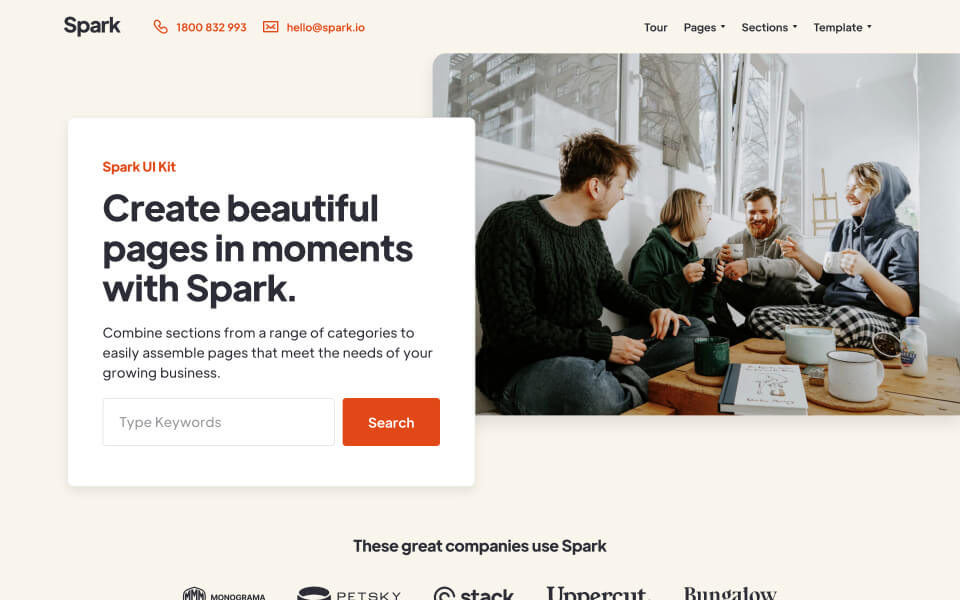 Spark
1800 832 993
hello@spark.io
Tour
Pages
Sections
Template
Spark UI Kit
Create beautiful
pages in moments
with Spark.
Combine sections from a range of categories to
easily assemble pages that meet the needs of your
growing business.
Type Keywords
Search
These great companies use Spark
MONOGRAMA
PETSKY
stack
Uppercut.
Bungalow